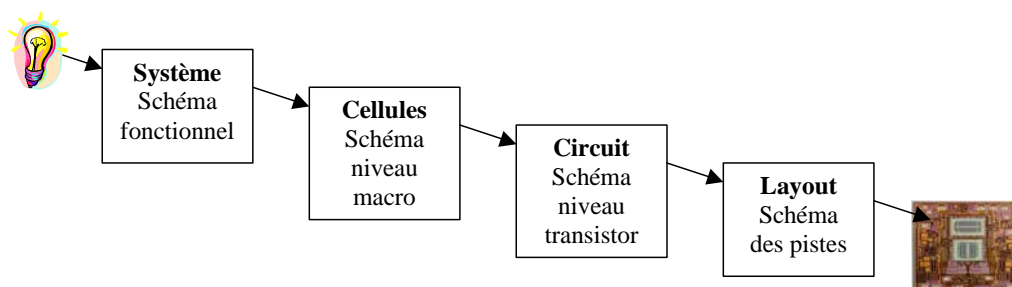 Système
Schéma
fonctionnel
Cellules
Schéma
niveau
macro
Circuit
Schéma
niveau
transistor
Layout
Schéma
des pistes